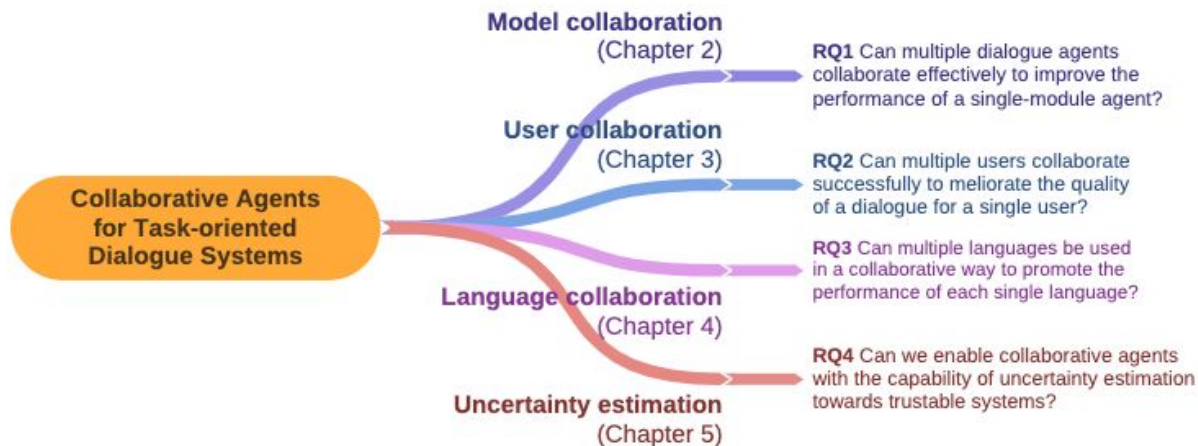 Collaborative Agents
for Task-oriented
Dialogue Systems
Model collaboration
(Chapter 2)
RQ1 Can multiple dialogue agents
collaborate effectively to improve the
performance of a single-module agent?
User collaboration
(Chapter 3)
RQ2 Can multiple users collaborate
successfully to meliorate the quality
of a dialogue for a single user?
Language collaboration
(Chapter 4)
RQ3 Can multiple languages be used
in a collaborative way to promote the
performance of each single language?
Uncertainty estimation
(Chapter 5)
RQ4 Can we enable collaborative agents
with the capability of uncertainty estimation
towards trustable systems?